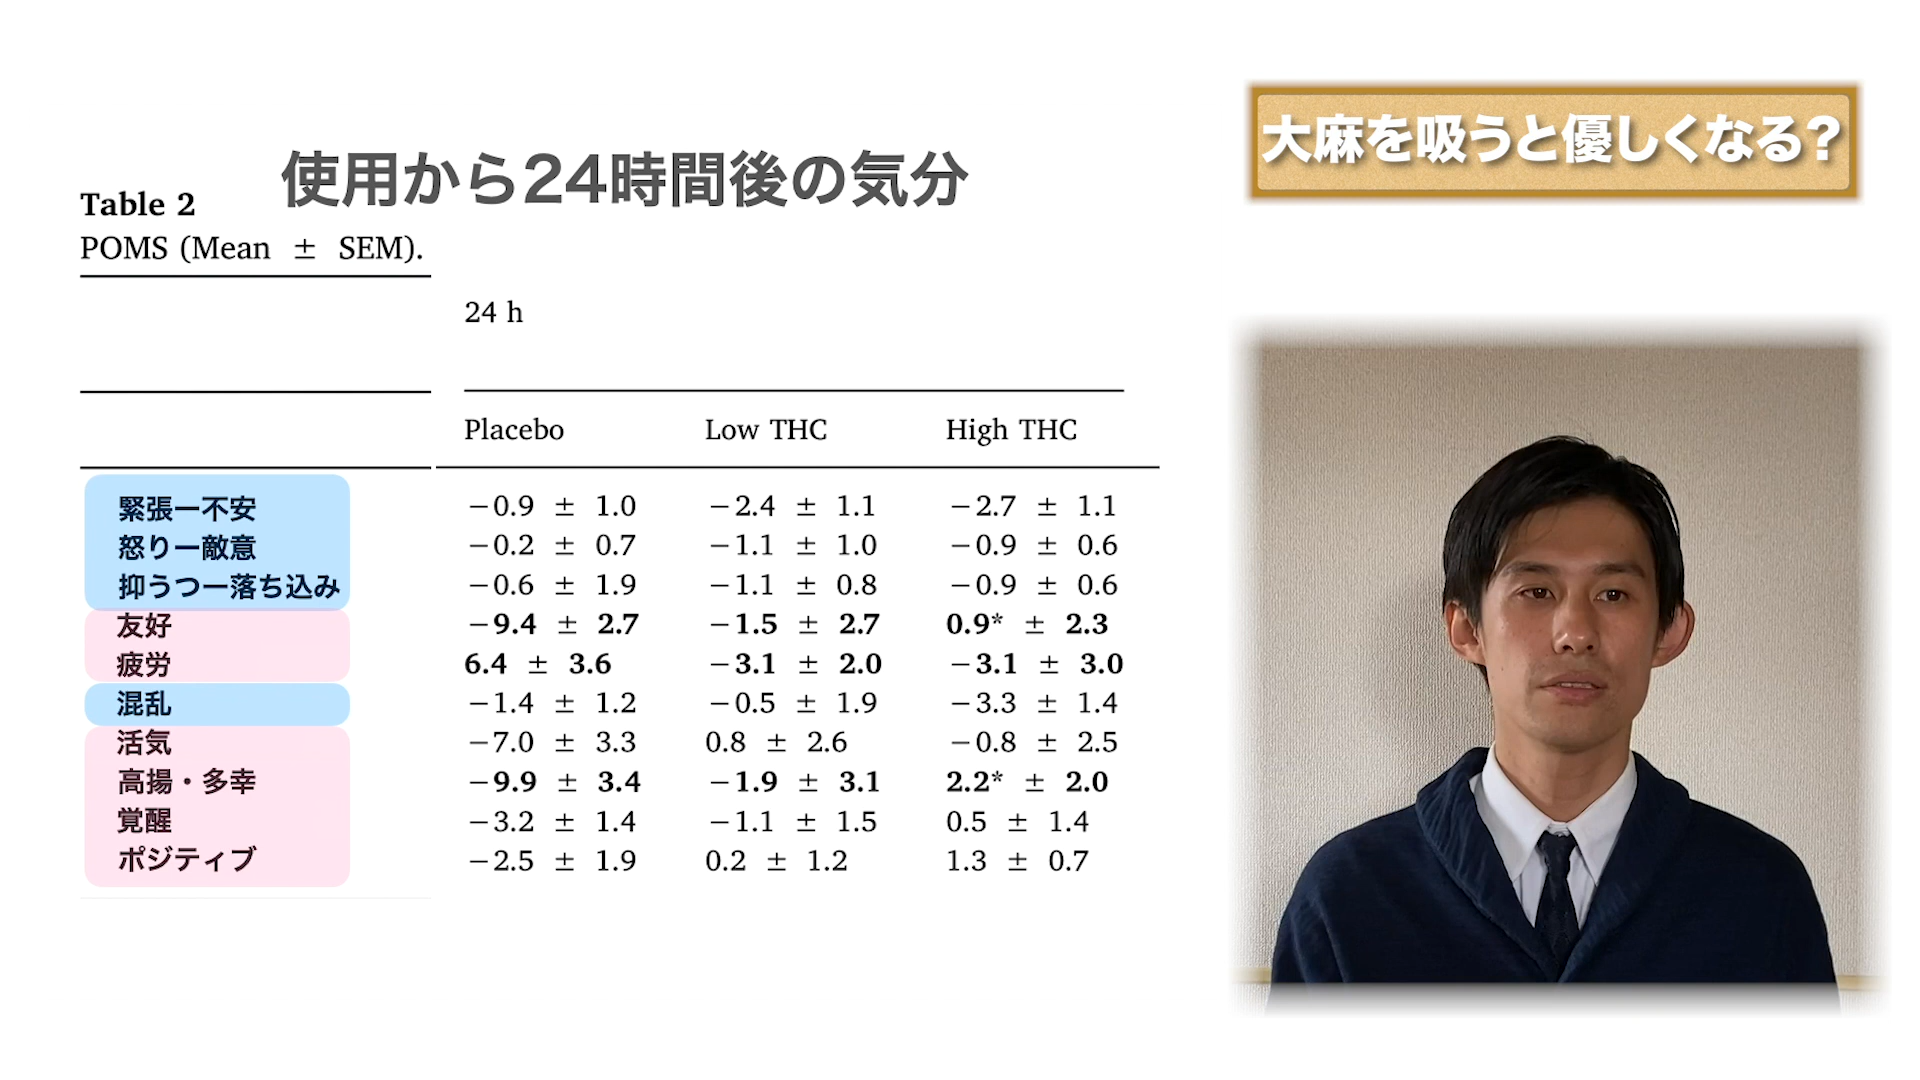 大麻を吸うと優しくなる?
使用から24時間後の気分
Table 2
POMS (Mean ± SEM).
24 h
Placebo Low THC High THC
緊張ー不安 −0.9 ± 1.0 −2.4 ± 1.1 −2.7 ± 1.1
怒りー敵意 −0.2 ± 0.7 −1.1 ± 1.0 −0.9 ± 0.6
抑うつー落ち込み −0.6 ± 1.9 −1.1 ± 0.8 −0.9 ± 0.6
友好 −9.4 ± 2.7 −1.5 ± 2.7 0.9* ± 2.3
疲労 6.4 ± 3.6 −3.1 ± 2.0 −3.1 ± 3.0
混乱 −1.4 ± 1.2 −0.5 ± 1.9 −3.3 ± 1.4
活気 −7.0 ± 3.3 0.8 ± 2.6 −0.8 ± 2.5
高揚・多幸 −9.9 ± 3.4 −1.9 ± 3.1 2.2* ± 2.0
覚醒 −3.2 ± 1.4 −1.1 ± 1.5 0.5 ± 1.4
ポジティブ −2.5 ± 1.9 0.2 ± 1.2 1.3 ± 0.7